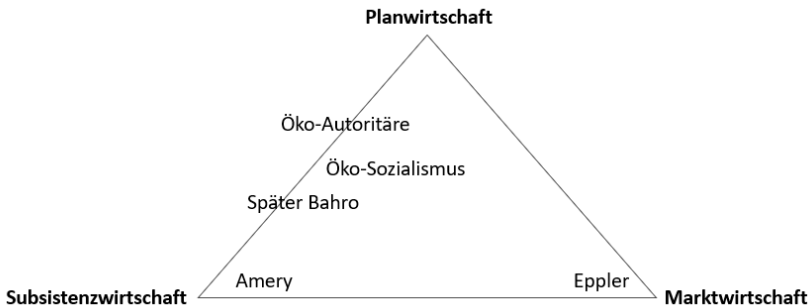 Planwirtschaft
Öko-Autoritäre
Öko-Sozialismus
Später Bahro
Amery
Eppler
Subsistenzwirtschaft
Marktwirtschaft